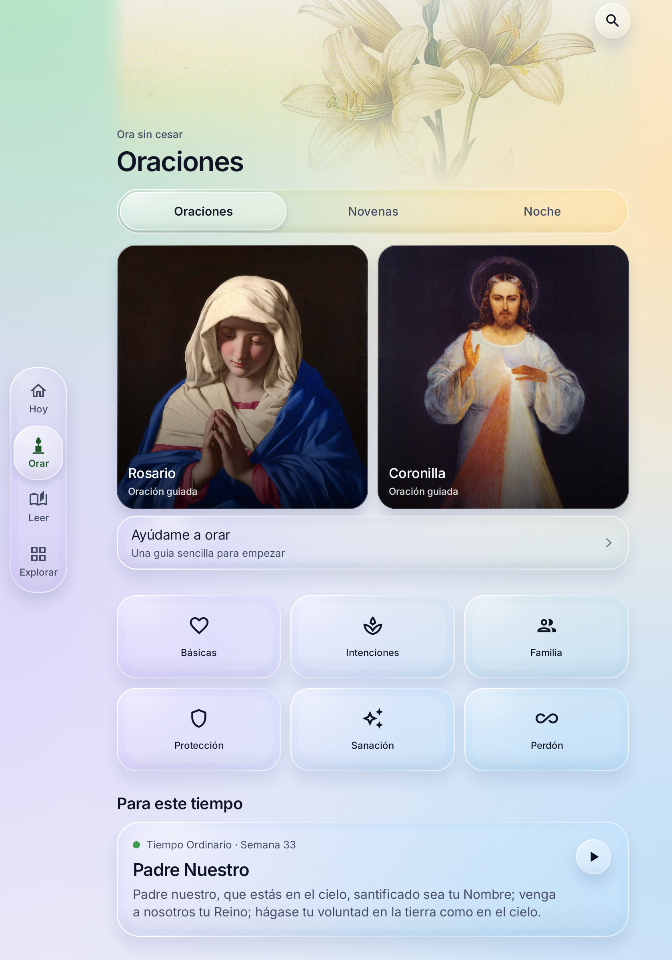 Ora sin cesar
Oraciones
Oraciones
Novenas
Noche
Rosario
Oración guiada
Coronilla
Oración guiada
Hoy
Orar
Leer
Explorar
Ayúdame a orar
Una guía sencilla para empezar
Básicas
Intenciones
Familia
Protección
Sanación
Perdón
Para este tiempo
Tiempo Ordinario · Semana 33
Padre Nuestro
Padre nuestro, que estás en el cielo, santificado sea tu Nombre; venga
a nosotros tu Reino; hágase tu voluntad en la tierra como en el cielo.